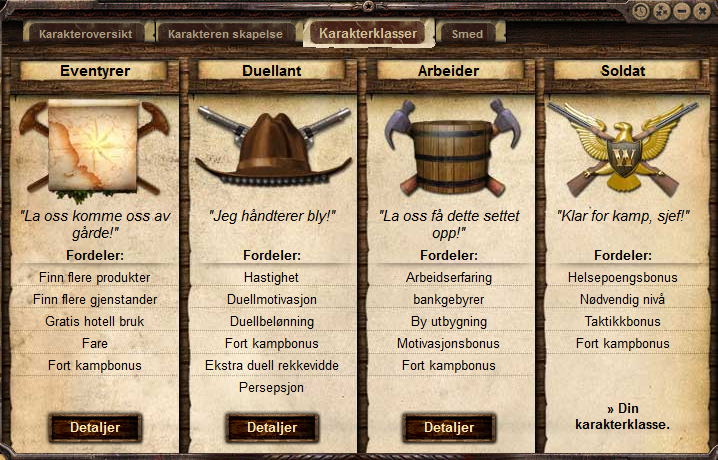 Karakteroversikt
Karakteren skapelse
Karakterklasser
Smed
Eventyrer
"La oss komme oss av
gårde!"
Fordeler:
Finn flere produkter
Finn flere gjenstander
Gratis hotell bruk
Fare
Fort kampbonus
Detaljer
Duellant
"Jeg håndterer bly!"
Fordeler:
Hastighet
Duellmotivasjon
Duellbelønning
Fort kampbonus
Ekstra duell rekkevidde
Persepsjon
Detaljer
Arbeider
"La oss få dette settet
opp!"
Fordeler:
Arbeidserfaring
bankgebyrer
By utbygning
Motivasjonsbonus
Fort kampbonus
Detaljer
Soldat
W
"Klar for kamp, sjef!"
Fordeler:
Helsepoengsbonus
Nødvendig nivå
Taktikkbonus
Fort kampbonus
» Din
karakterklasse.